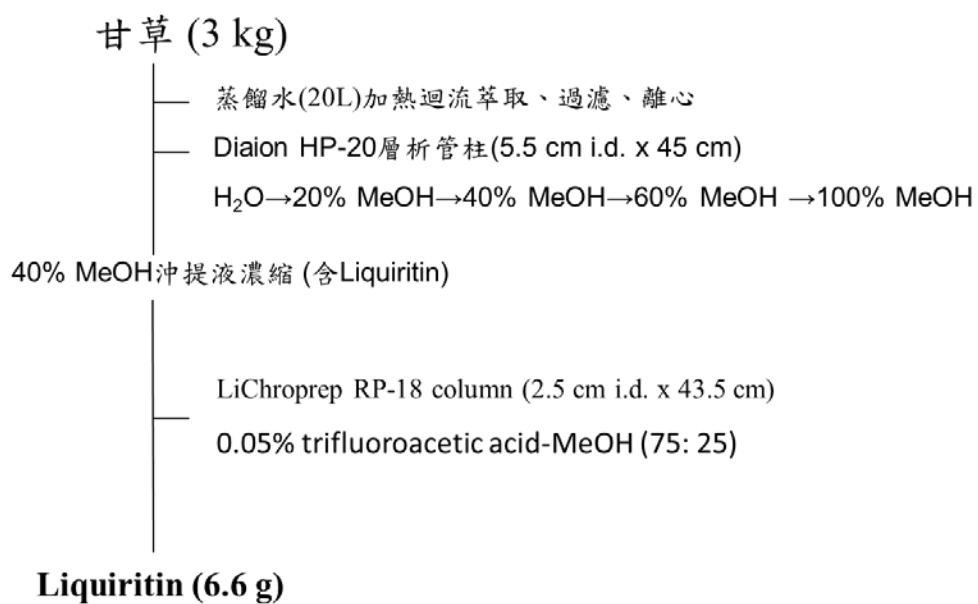 甘草 (3 kg)
蒸餾水(20L)加熱迴流萃取、過濾、離心
Diaion HP-20層析管柱(5.5 cm i.d. x 45 cm)
H₂O→20% MeOH→40% MeOH→60% MeOH →100% MeOH
40% MeOH沖提液濃縮 (含Liquiritin)
LiChroprep RP-18 column (2.5 cm i.d. x 43.5 cm)
0.05% trifluoroacetic acid-MeOH (75: 25)
Liquiritin (6.6 g)